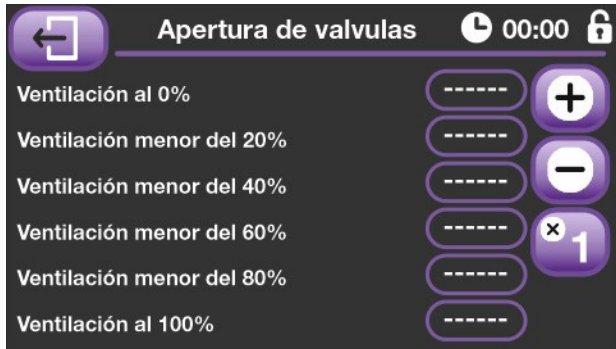 Apertura de valvulas 00:00
Ventilación al 0% ------
Ventilación menor del 20% ------
Ventilación menor del 40% ------
Ventilación menor del 60% ------
Ventilación menor del 80% ------
Ventilación al 100% ------
+
−
×1